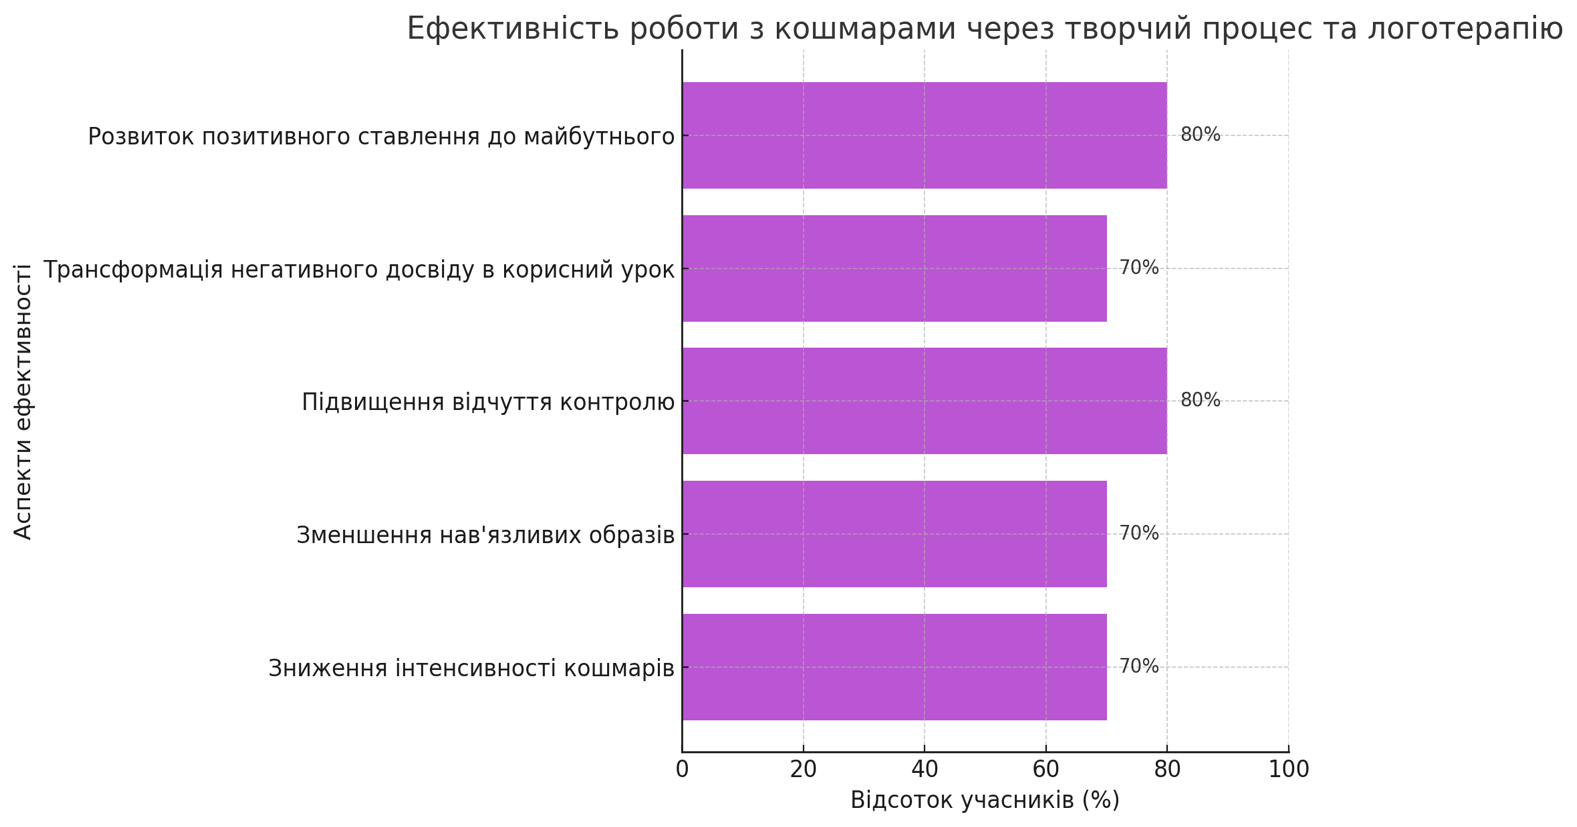 Ефективність роботи з кошмарами через творчий процес та логотерапію
Аспекти ефективності
Розвиток позитивного ставлення до майбутнього
80%
Трансформація негативного досвіду в корисний урок
70%
Підвищення відчуття контролю
80%
Зменшення нав'язливих образів
70%
Зниження інтенсивності кошмарів
70%
0 20 40 60 80 100
Відсоток учасників (%)